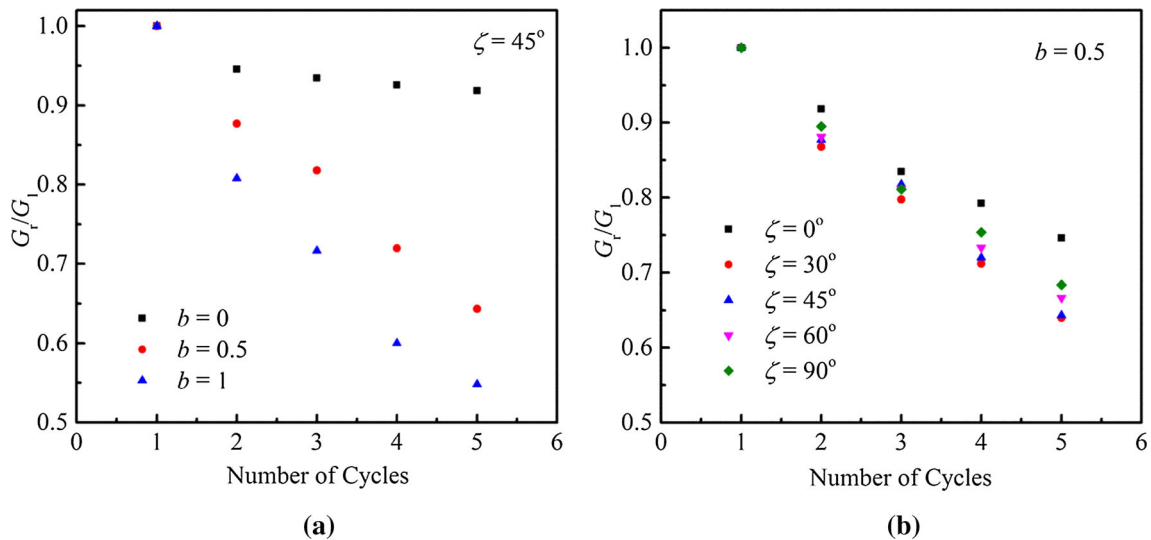 1.0
0.9
0.8
0.7
0.6
0.5
Gr/G1
ζ = 45°
b = 0
b = 0.5
b = 1
0 1 2 3 4 5 6
Number of Cycles
(a)
1.0
0.9
0.8
0.7
0.6
0.5
Gr/G1
b = 0.5
ζ = 0°
ζ = 30°
ζ = 45°
ζ = 60°
ζ = 90°
0 1 2 3 4 5 6
Number of Cycles
(b)